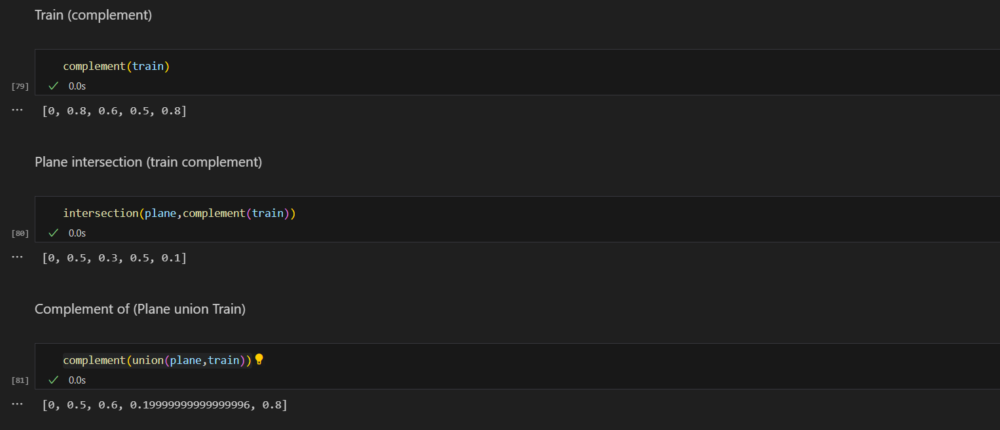 Train (complement)
complement(train)
[79] 0.0s
[0, 0.8, 0.6, 0.5, 0.8]
Plane intersection (train complement)
intersection(plane,complement(train))
[80] 0.0s
[0, 0.5, 0.3, 0.5, 0.1]
Complement of (Plane union Train)
complement(union(plane,train))
[81] 0.0s
[0, 0.5, 0.6, 0.19999999999999996, 0.8]